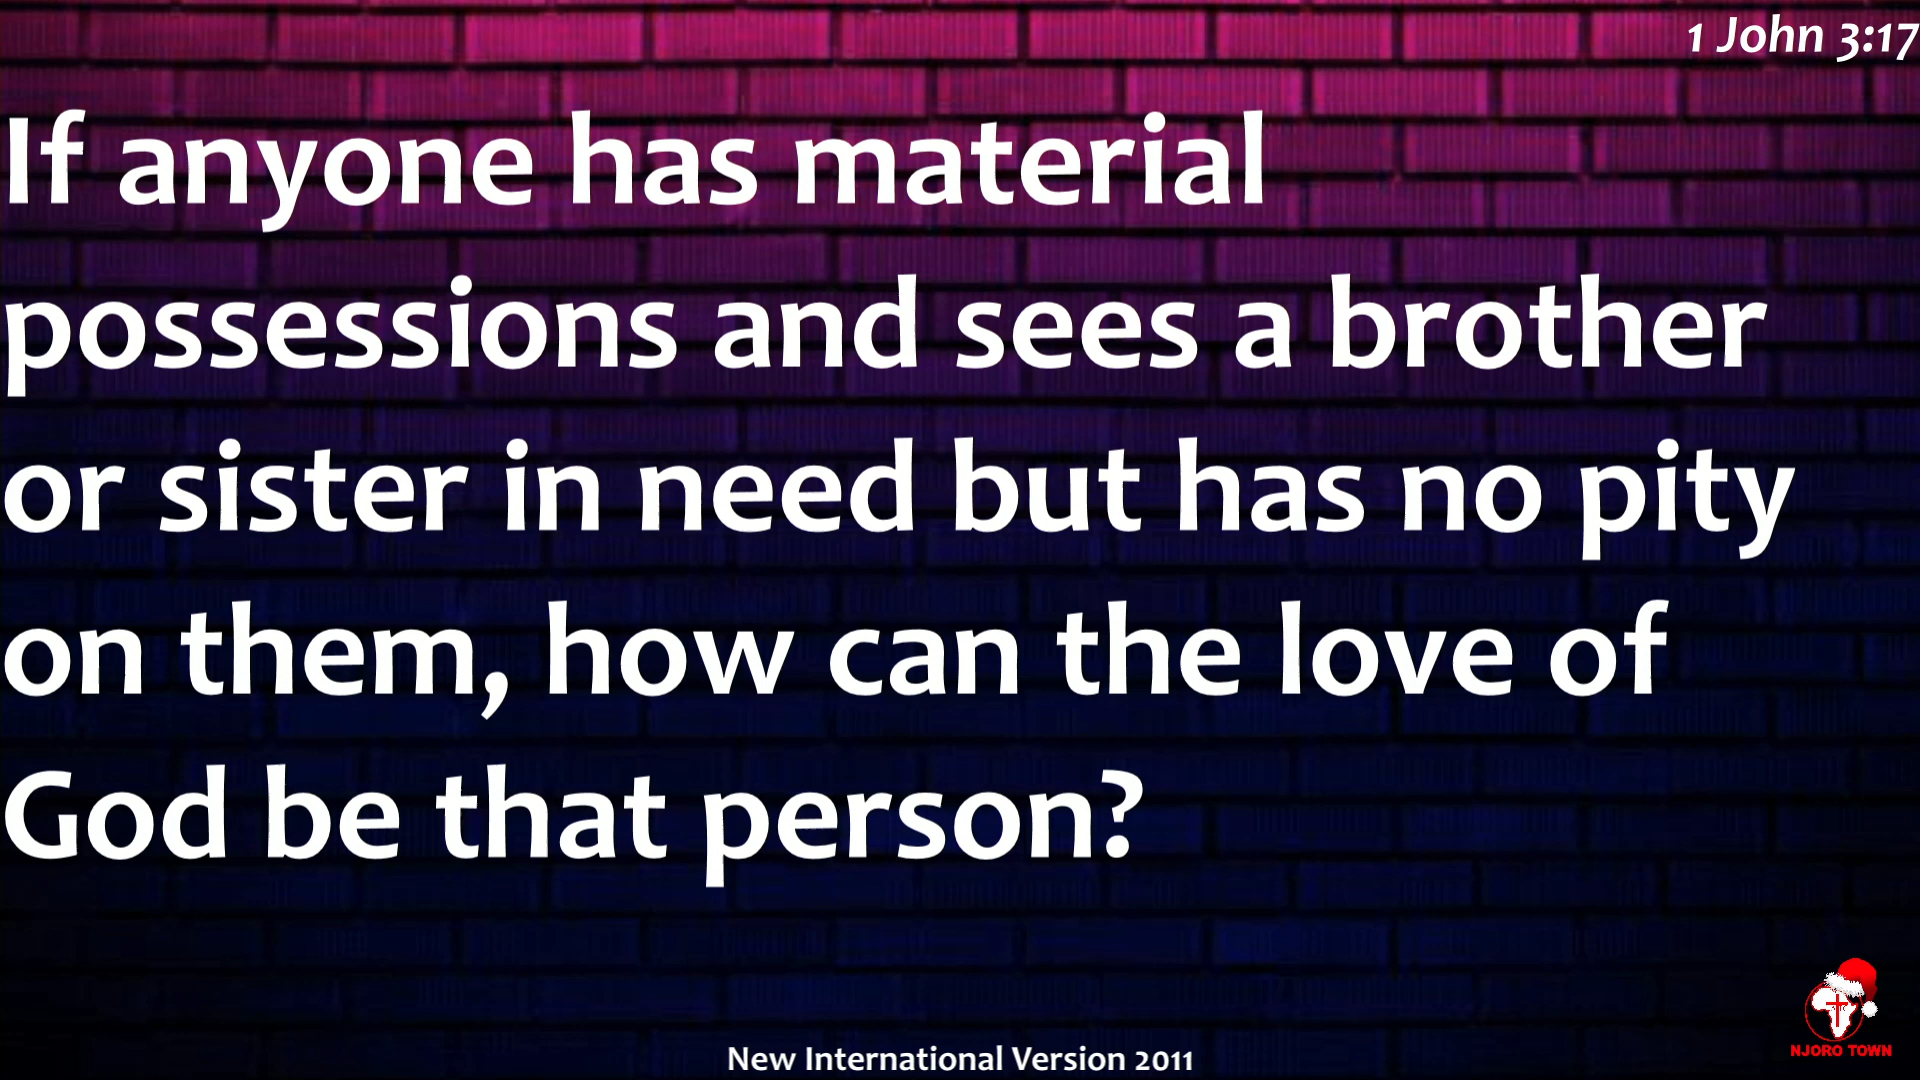 1 John 3:17
If anyone has material
possessions and sees a brother
or sister in need but has no pity
on them, how can the love of
God be that person?
NJORO TOWN
New International Version 2011